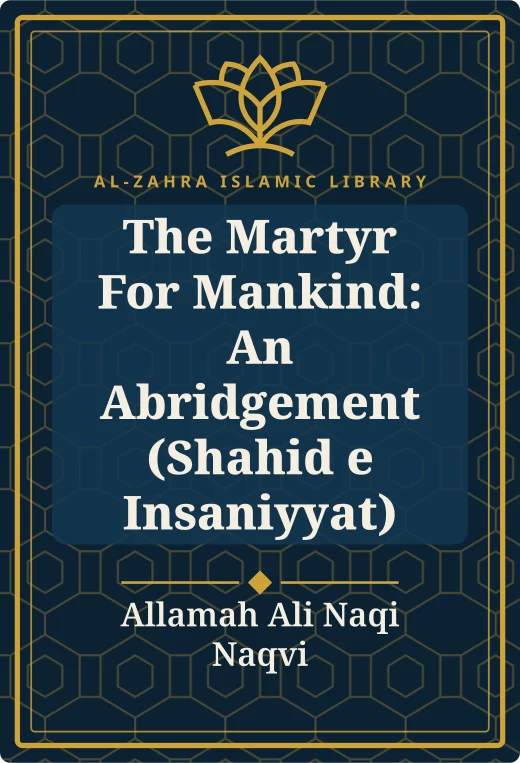 AL-ZAHRA ISLAMIC LIBRARY
The Martyr
For Mankind:
An
Abridgement
(Shahid e
Insaniyyat)
Allamah Ali Naqi
Naqvi